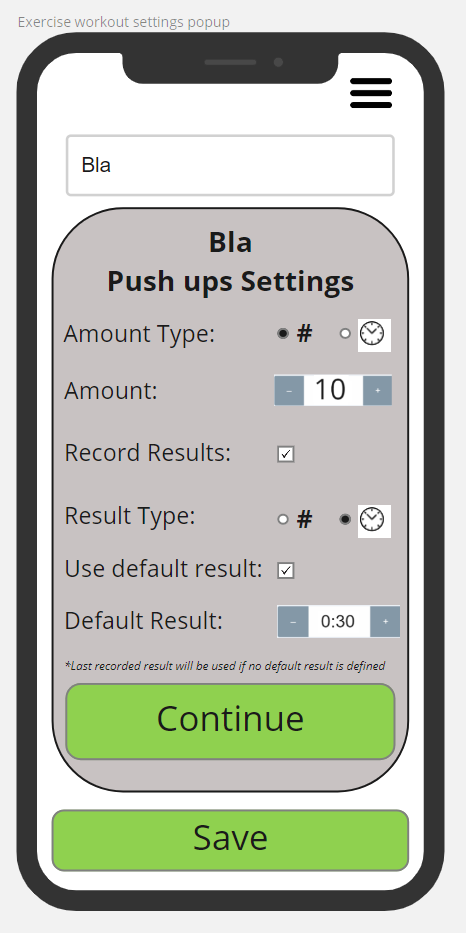 Exercise workout settings popup
Bla
Bla
Push ups Settings
Amount Type: #
Amount: − 10 +
Record Results:
Result Type: #
Use default result:
Default Result: − 0:30 +
*Last recorded result will be used if no default result is defined
Continue
Save